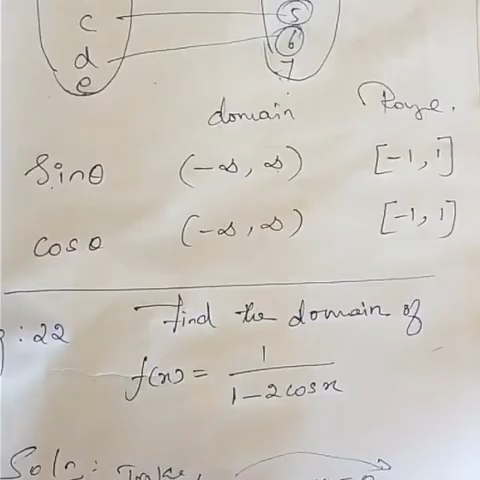 c 5
d 6
e 7
domain Range.
Sinθ (-∞, ∞) [-1, 1]
cosθ (-∞, ∞) [-1, 1]
: 22 Find the domain of
f(x) = 1 / 1-2cosx
Soln: Take,